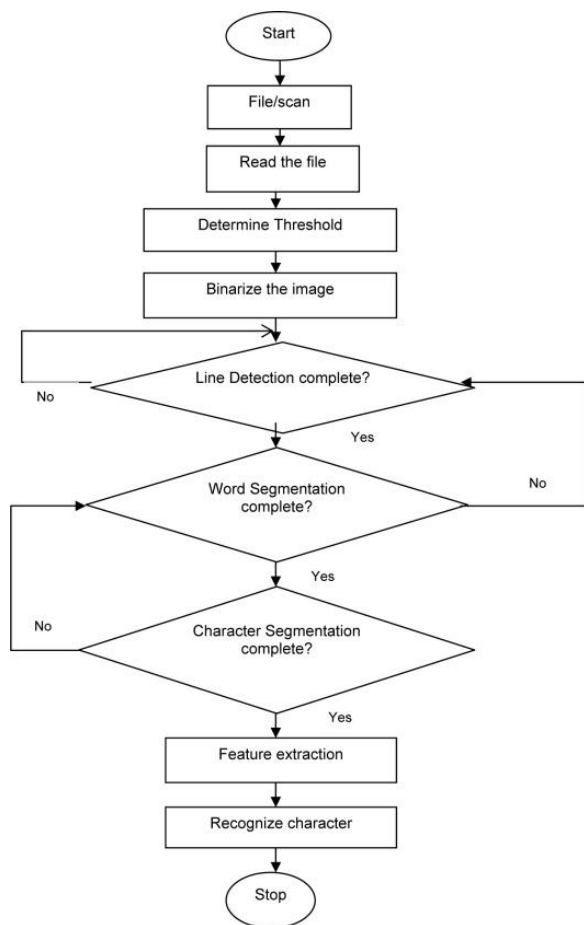 Start
File/scan
Read the file
Determine Threshold
Binarize the image
Line Detection complete?
No
Yes
Word Segmentation
complete?
No
Yes
Character Segmentation
complete?
No
Yes
Feature extraction
Recognize character
Stop